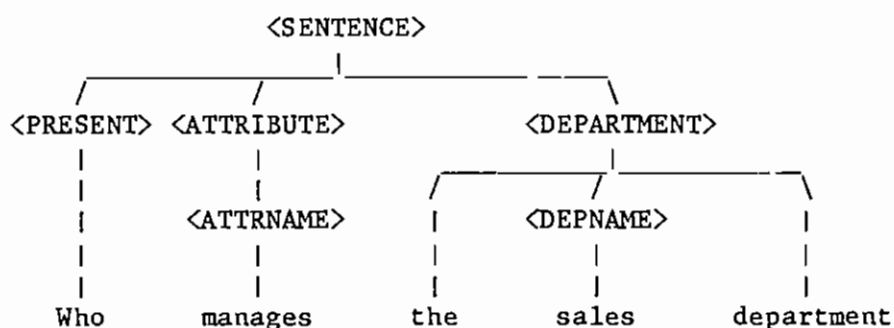 <SENTENCE>
<PRESENT> <ATTRIBUTE> <DEPARTMENT>
<ATTRNAME> <DEPNAME>
Who manages the sales department